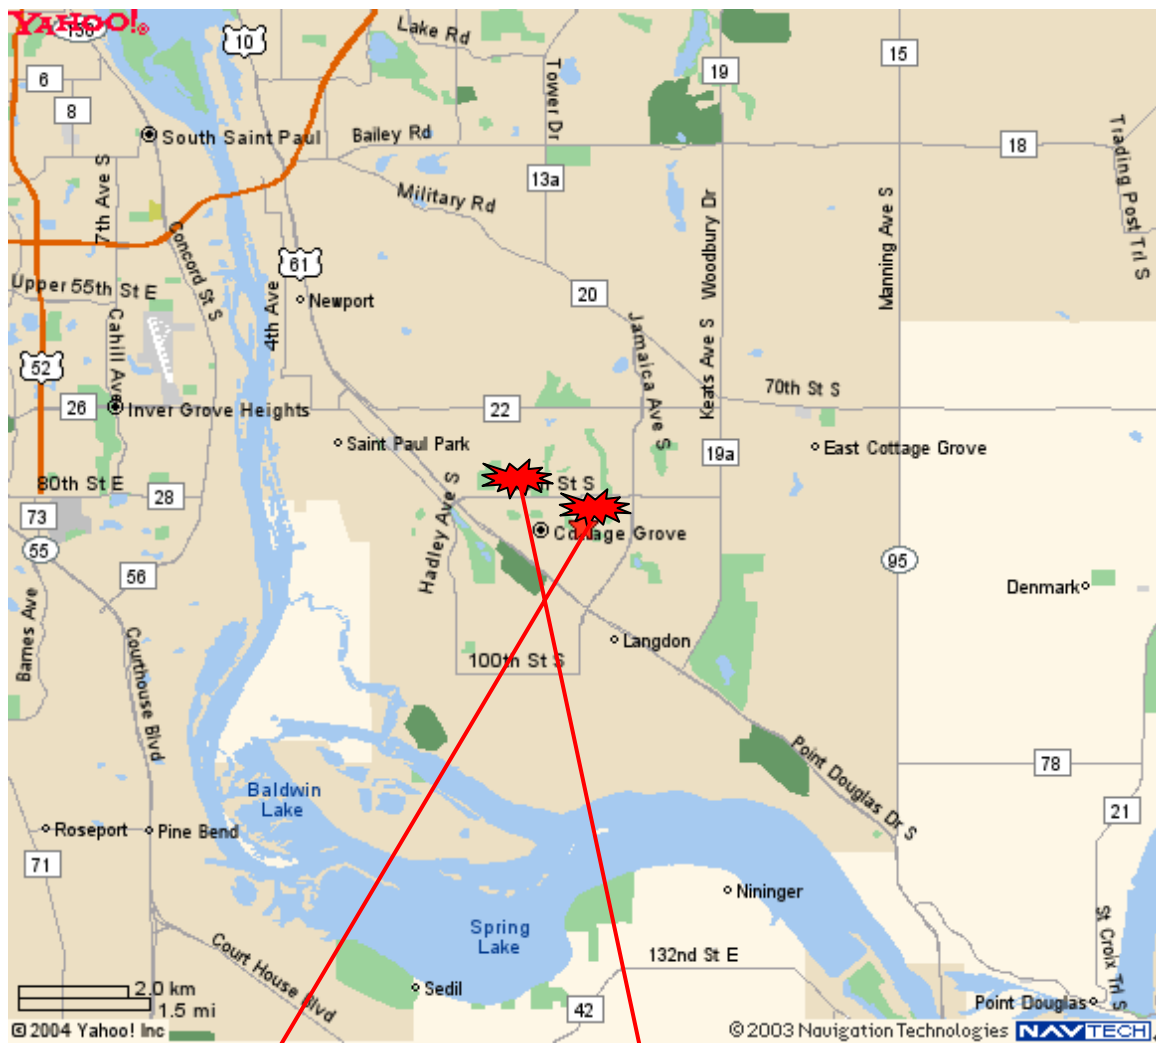 YAHOO!®
156
10
Lake Rd
15
6
19
Tower Dr
8
South Saint Paul
Bailey Rd
18
Trading Post Trl S
13a
7th Ave S
Military Rd
Woodbury Dr
Manning Ave S
Concord St S
61
Upper 55th St E
Newport
20
4th Ave
Cahill Ave
Jamaica Ave S
Keats Ave S
52
70th St S
26
Inver Grove Heights
22
Saint Paul Park
East Cottage Grove
19a
80th St E
28
Hadley Ave S
h St S
73
Cottage Grove
55
95
56
Denmark
Barnes Ave
Courthouse Blvd
Langdon
100th St S
Point Douglas Dr S
78
Baldwin
Lake
21
Roseport
Pine Bend
71
Nininger
Spring
Lake
St Croix Trl S
Court House Blvd
132nd St E
Sedil
2.0 km
1.5 mi
42
Point Douglas
© 2004 Yahoo! Inc
© 2003 Navigation Technologies
NAVTECH